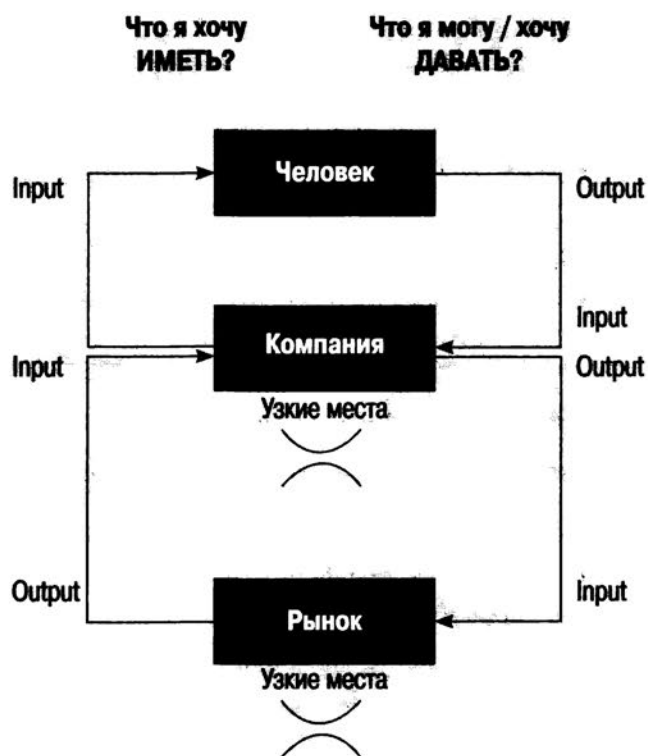 Что я хочу
ИМЕТЬ?
Что я могу / хочу
ДАВАТЬ?
Input
Человек
Output
Input
Input
Компания
Output
Узкие места
Output
Рынок
Input
Узкие места